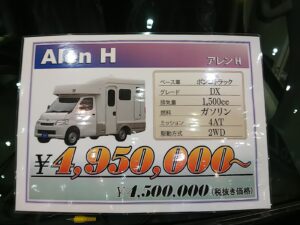 Alen H
アレン H
ベース車 ボンゴトラック
グレード DX
排気量 1,500cc
燃料 ガソリン
ミッション 4AT
駆動方式 2WD
¥4,950,000~
¥4,500,000 (税抜き価格)